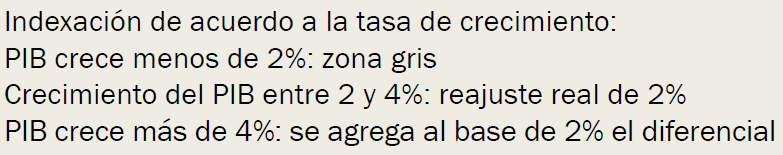 Indexación de acuerdo a la tasa de crecimiento:
PIB crece menos de 2%: zona gris
Crecimiento del PIB entre 2 y 4%: reajuste real de 2%
PIB crece más de 4%: se agrega al base de 2% el diferencial